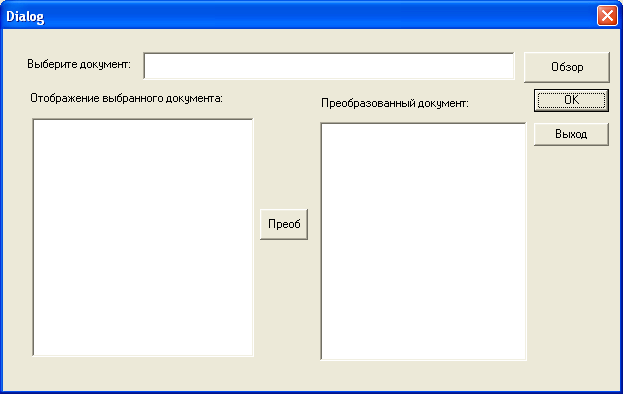 Dialog
Выберите документ:
Обзор
Отображение выбранного документа:
Преобразованный документ:
OK
Выход
Преоб